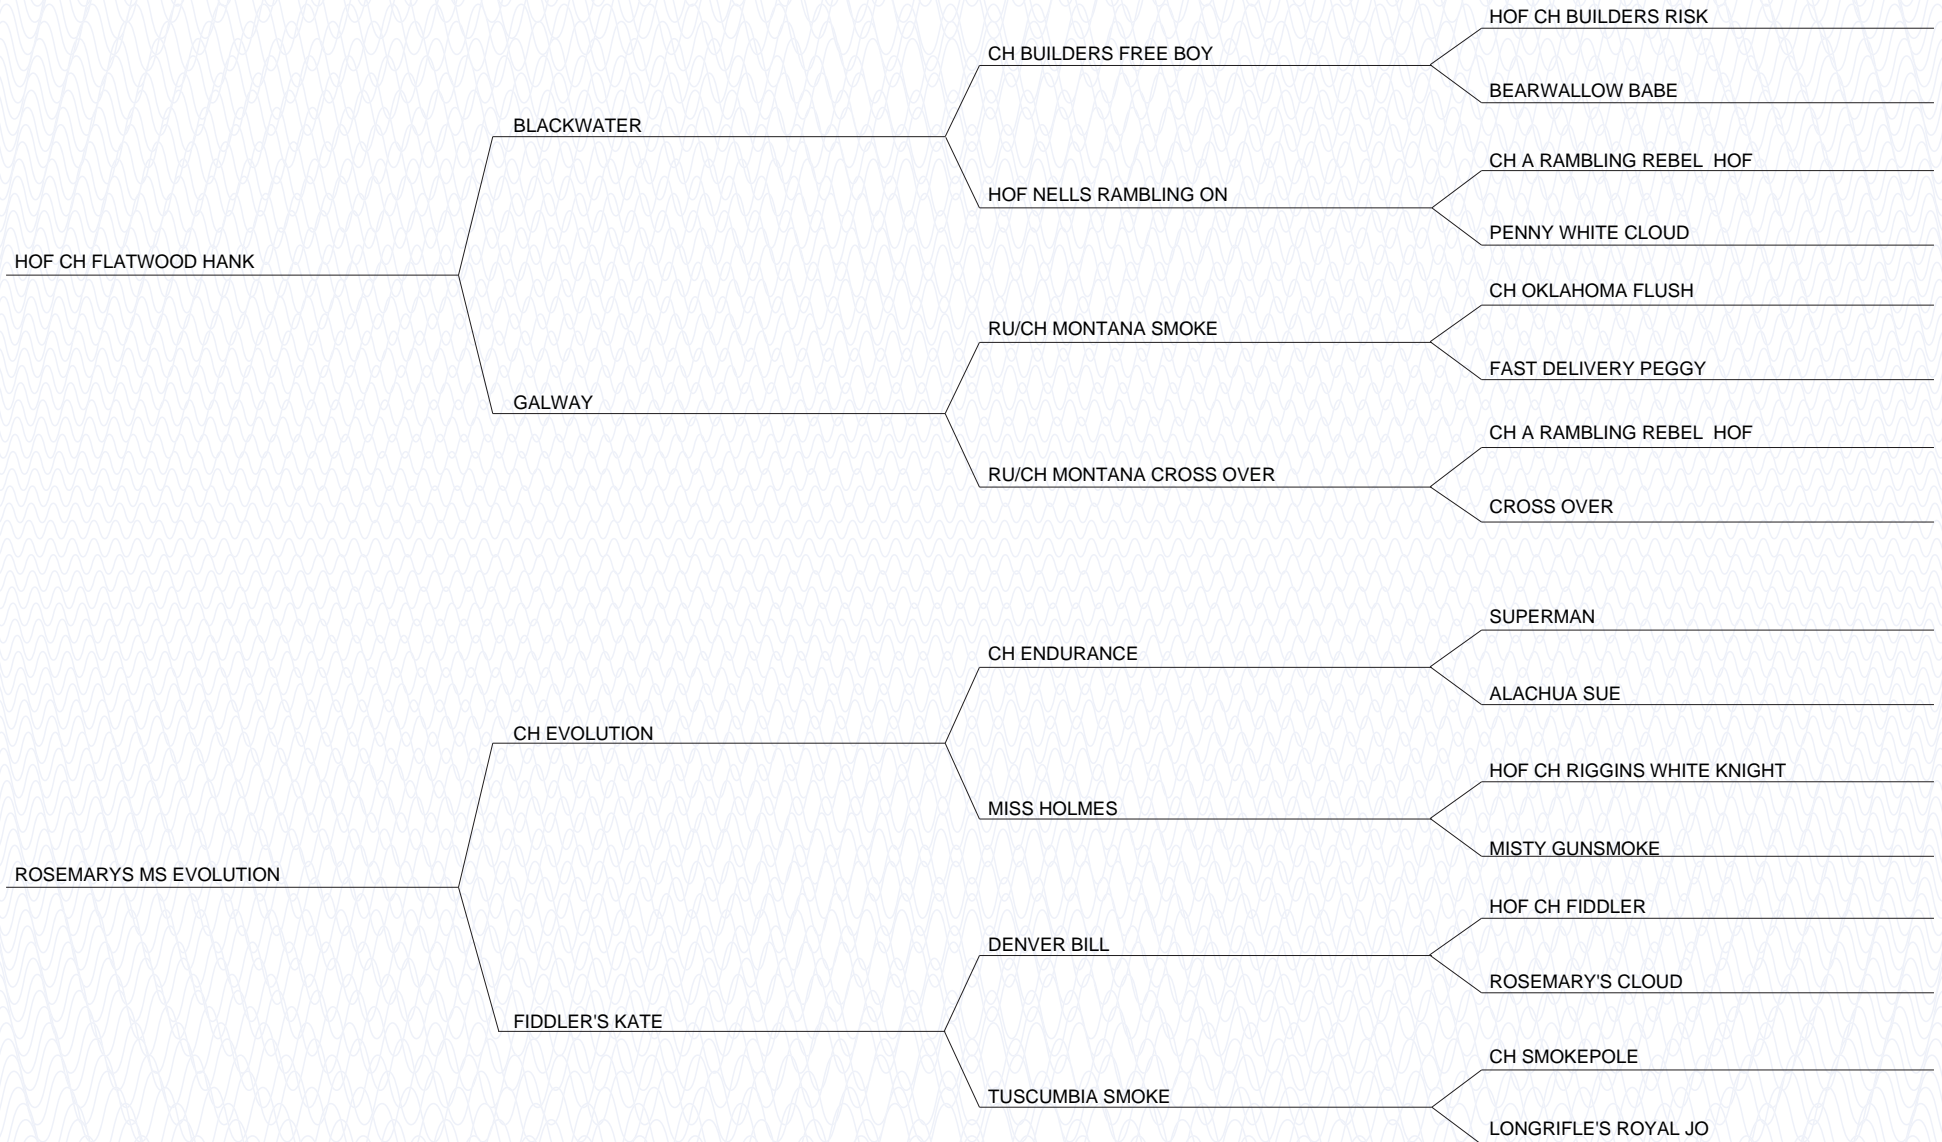 HOF CH BUILDERS RISK
CH BUILDERS FREE BOY
BEARWALLOW BABE
BLACKWATER
CH A RAMBLING REBEL  HOF
HOF NELLS RAMBLING ON
PENNY WHITE CLOUD
HOF CH FLATWOOD HANK
CH OKLAHOMA FLUSH
RU/CH MONTANA SMOKE
FAST DELIVERY PEGGY
GALWAY
CH A RAMBLING REBEL  HOF
RU/CH MONTANA CROSS OVER
CROSS OVER
SUPERMAN
CH ENDURANCE
ALACHUA SUE
CH EVOLUTION
HOF CH RIGGINS WHITE KNIGHT
MISS HOLMES
MISTY GUNSMOKE
ROSEMARYS MS EVOLUTION
HOF CH FIDDLER
DENVER BILL
ROSEMARY'S CLOUD
FIDDLER'S KATE
CH SMOKEPOLE
TUSCUMBIA SMOKE
LONGRIFLE'S ROYAL JO